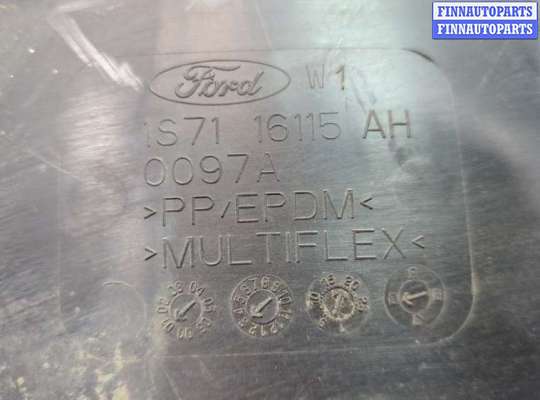 FINNAUTOPARTS
FINNAUTOPARTS
Ford W1
1S71 16115 AH
0097A
>PP/EPDM<
>MULTIFLEX<